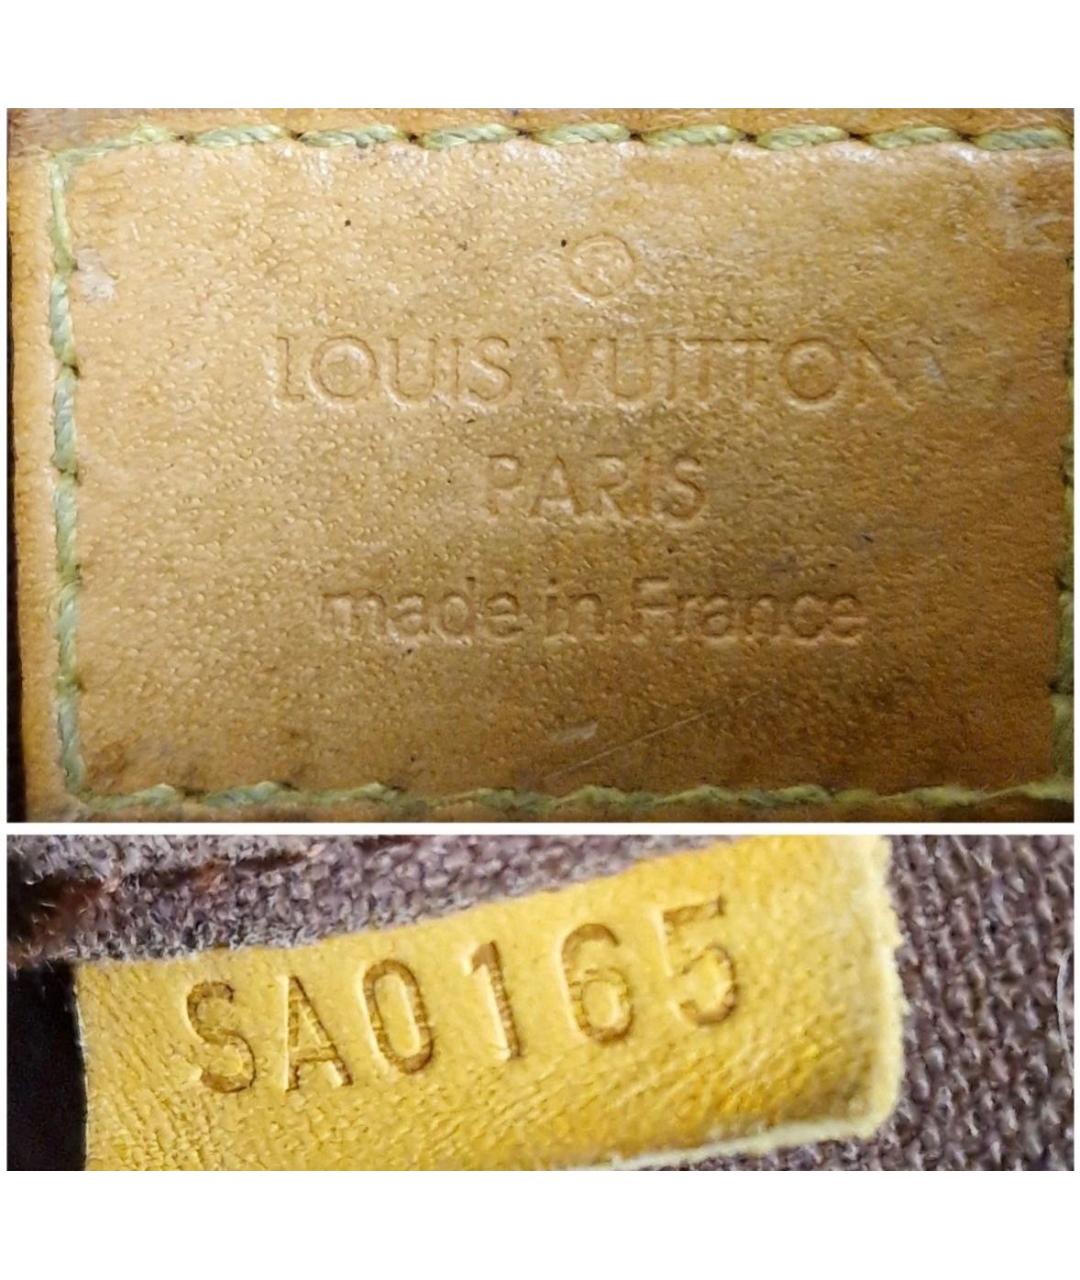 ®
LOUIS VUITTON
PARIS
made in France
SA0165